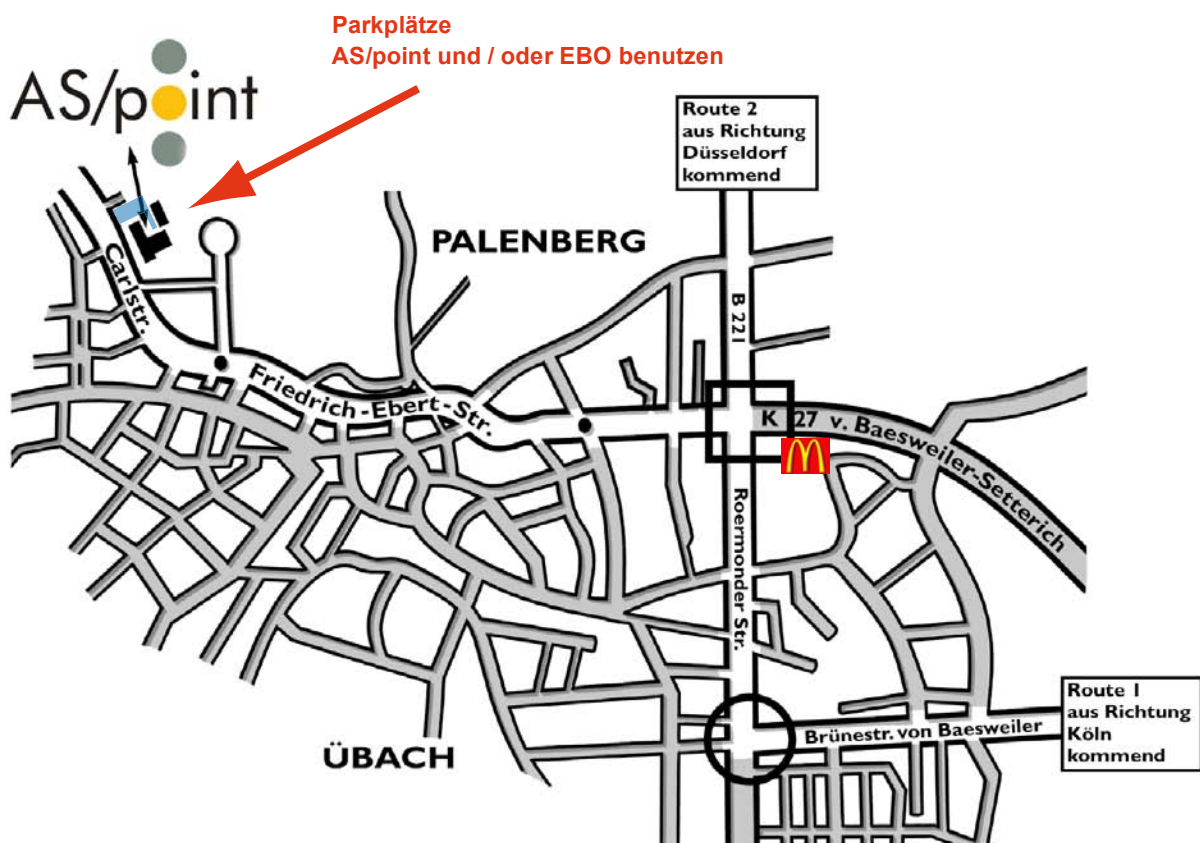 Parkplätze
AS/point und / oder EBO benutzen
AS/point
Route 2
aus Richtung
Düsseldorf
kommend
PALENBERG
Carlstr.
B 221
Friedrich-Ebert-Str.
K 27 v. Baesweiler-Setterich
Roermonder Str.
Route 1
aus Richtung
Köln
kommend
Brünestr. von Baesweiler
ÜBACH